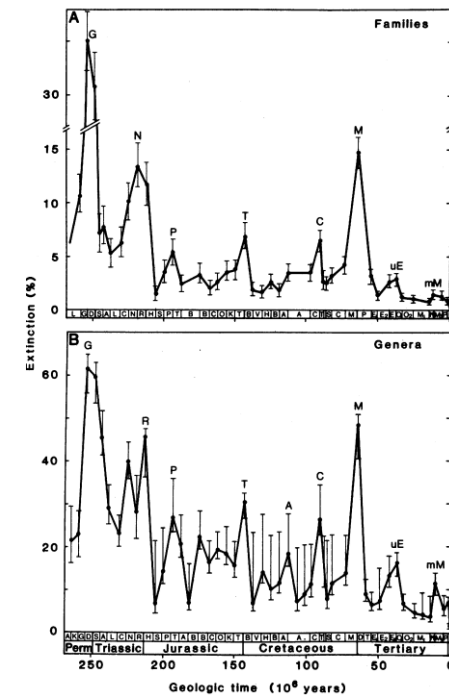 A
Families
G
30
N
M
15
10
T
C
P
5
uE
mM
0
Extinction (%)
B
Genera
G
60
R
M
40
T
P
C
A
20
uE
mM
0
Perm Triassic Jurassic Cretaceous Tertiary
250 200 150 100 50 0
Geologic time (10⁶ years)